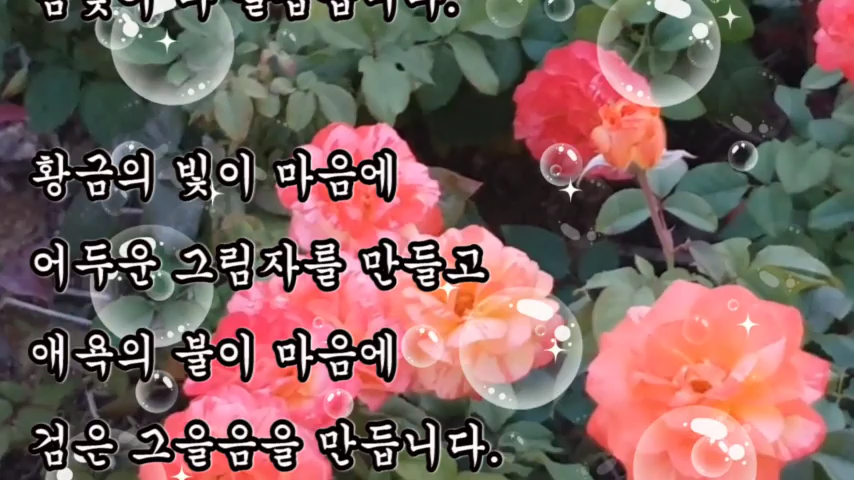 황금의 빛이 마음에
어두운 그림자를 만들고
애욕의 불이 마음에
검은 그을음을 만듭니다.